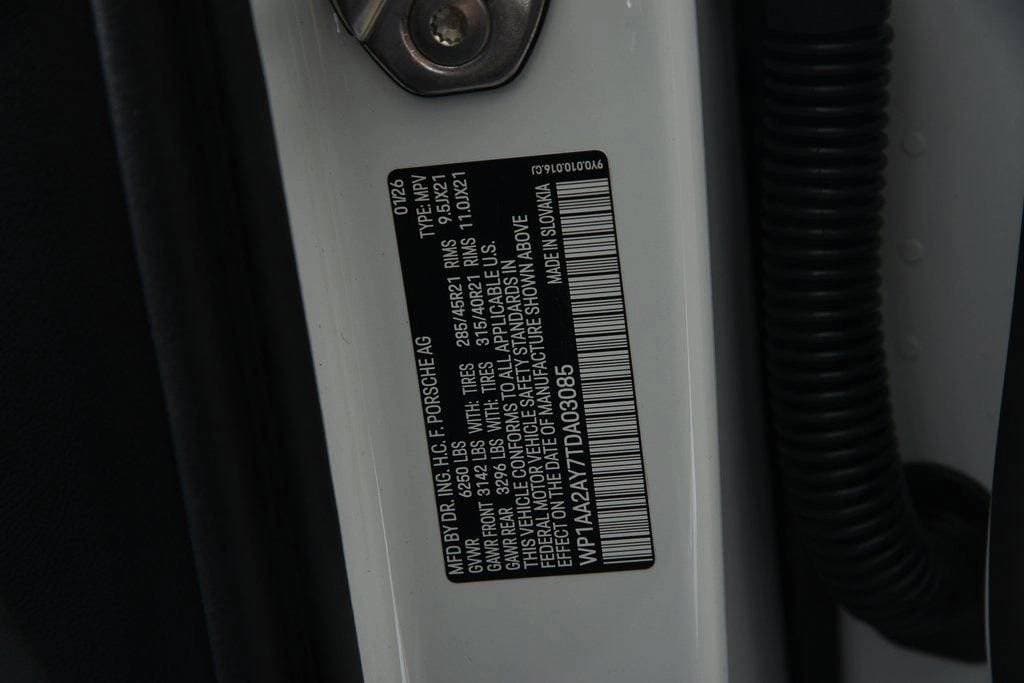 MFD BY DR. ING. H.C. F. PORSCHE AG 01/26
GVWR 6250 LBS TYPE: MPV
GAWR FRONT 3142 LBS WITH: TIRES 285/45R21 RIMS 9.5JX21
GAWR REAR 3296 LBS WITH: TIRES 315/40R21 RIMS 11.0JX21
THIS VEHICLE CONFORMS TO ALL APPLICABLE U.S.
FEDERAL MOTOR VEHICLE SAFETY STANDARDS IN
EFFECT ON THE DATE OF MANUFACTURE SHOWN ABOVE
WP1AA2AY7TDA03085 MADE IN SLOVAKIA
9Y0.010.016.CJ